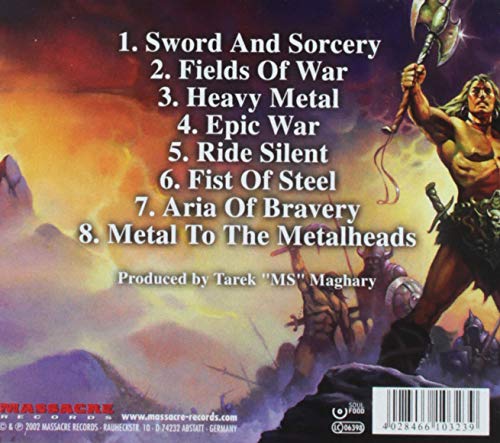 1. Sword And Sorcery
2. Fields Of War
3. Heavy Metal
4. Epic War
5. Ride Silent
6. Fist Of Steel
7. Aria Of Bravery
8. Metal To The Metalheads
Produced by Tarek "MS" Maghary
MASSACRE
RECORDS
www.massacre-records.com
SOUL
FOOD
LC 06398
4 028466 103239
© & ℗ 2002 MASSACRE RECORDS · RAUHECKSTR. 10 · D-74232 ABSTATT · GERMANY